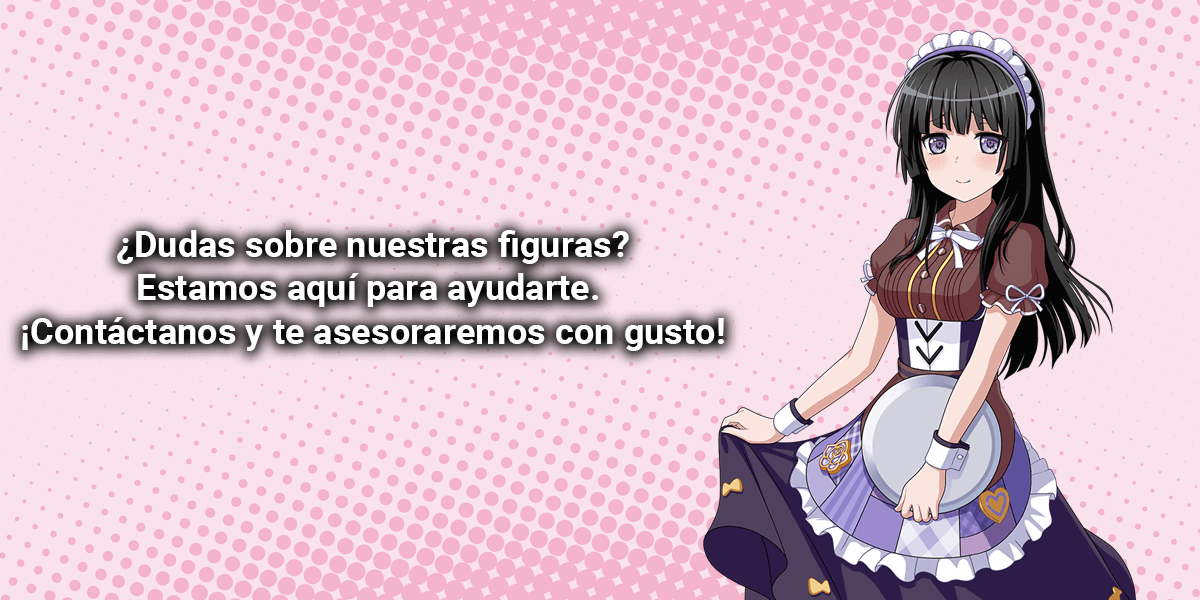 ¿Dudas sobre nuestras figuras?
Estamos aquí para ayudarte.
¡Contáctanos y te asesoraremos con gusto!